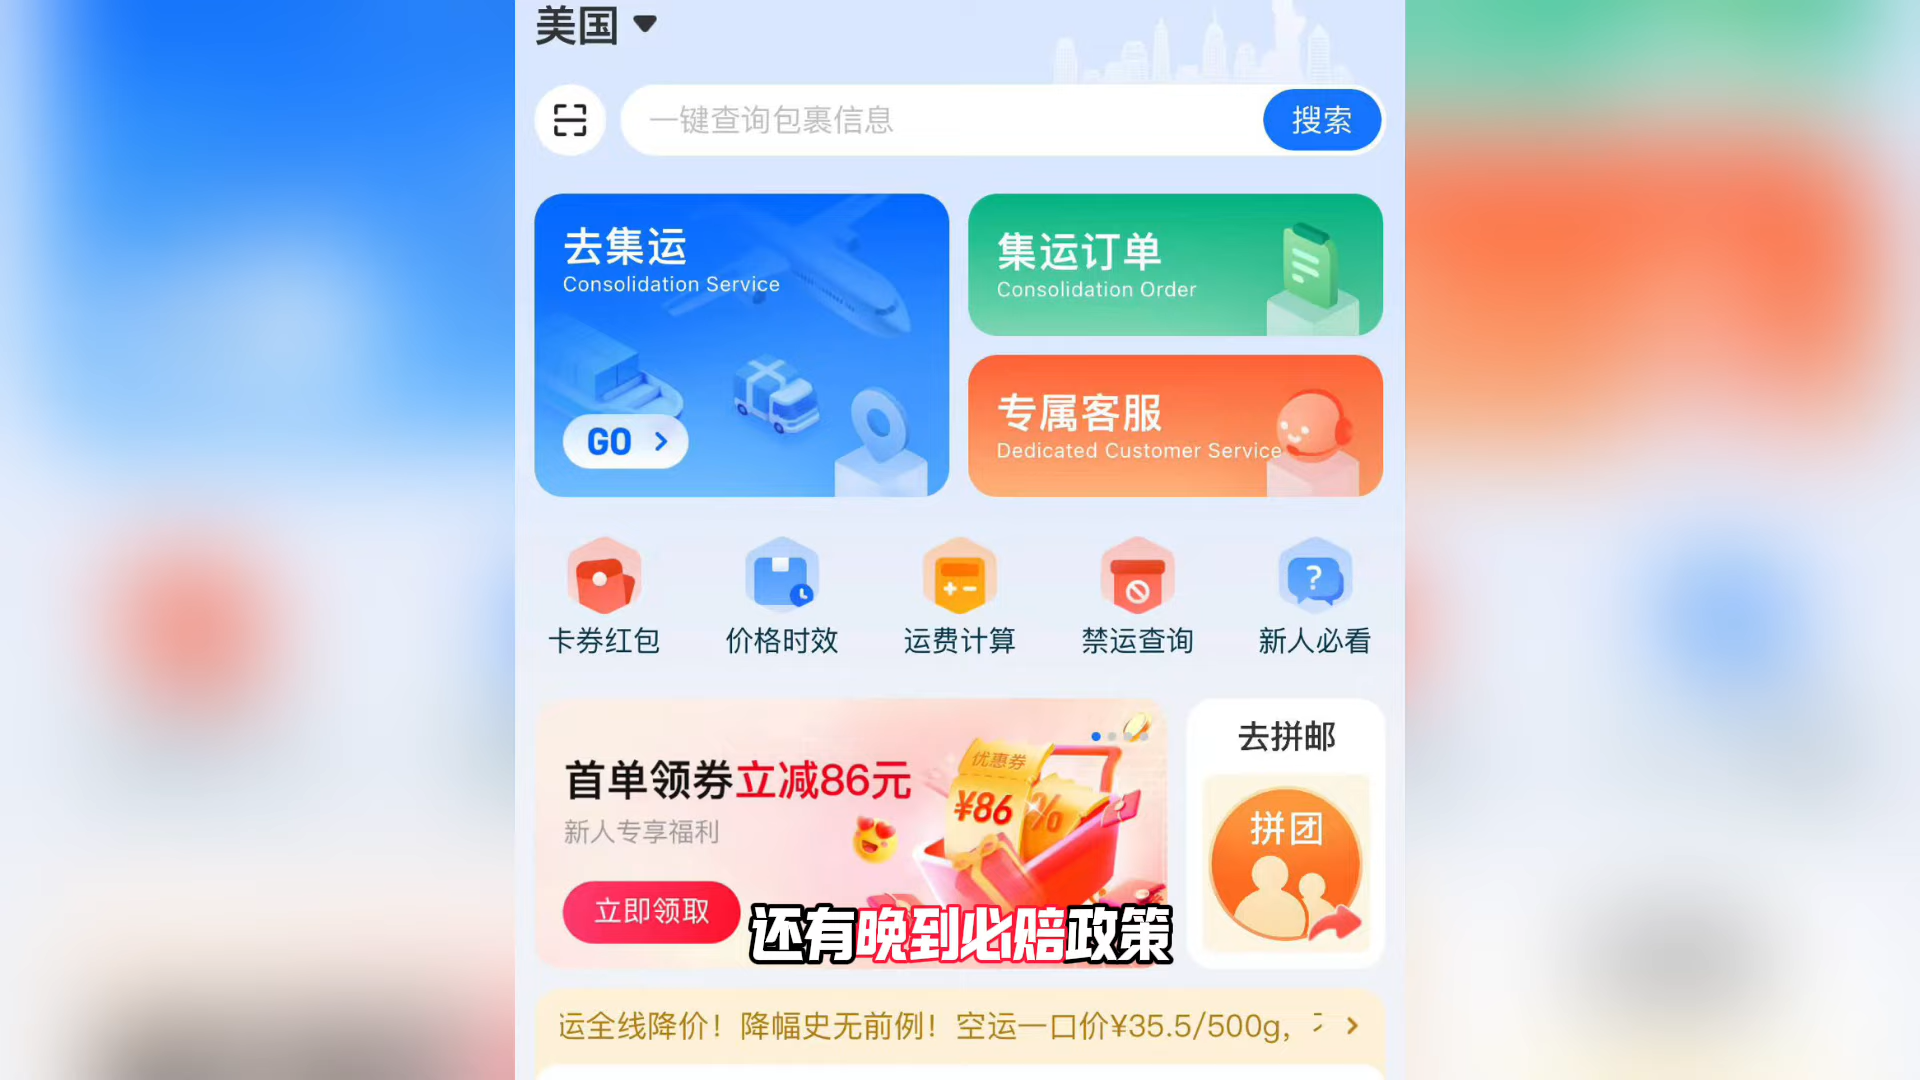 美国
一键查询包裹信息
搜索
去集运
Consolidation Service
GO
集运订单
Consolidation Order
专属客服
Dedicated Customer Service
卡券红包
价格时效
运费计算
禁运查询
新人必看
首单领券立减86元
新人专享福利
立即领取
优惠券
¥86
%
去拼邮
拼团
还有晚到必赔政策
运全线降价！降幅史无前例！空运一口价¥35.5/500g,